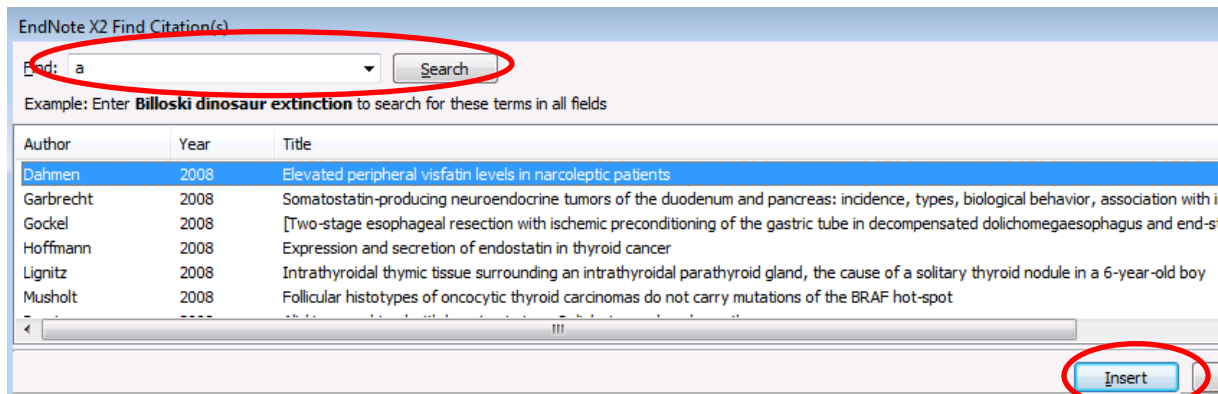 EndNote X2 Find Citation(s)
Find: a Search
Example: Enter Billoski dinosaur extinction to search for these terms in all fields
Author Year Title
Dahmen 2008 Elevated peripheral visfatin levels in narcoleptic patients
Garbrecht 2008 Somatostatin-producing neuroendocrine tumors of the duodenum and pancreas: incidence, types, biological behavior, association with i
Gockel 2008 [Two-stage esophageal resection with ischemic preconditioning of the gastric tube in decompensated dolichomegaesophagus and end-st
Hoffmann 2008 Expression and secretion of endostatin in thyroid cancer
Lignitz 2008 Intrathyroidal thymic tissue surrounding an intrathyroidal parathyroid gland, the cause of a solitary thyroid nodule in a 6-year-old boy
Musholt 2008 Follicular histotypes of oncocytic thyroid carcinomas do not carry mutations of the BRAF hot-spot
Insert